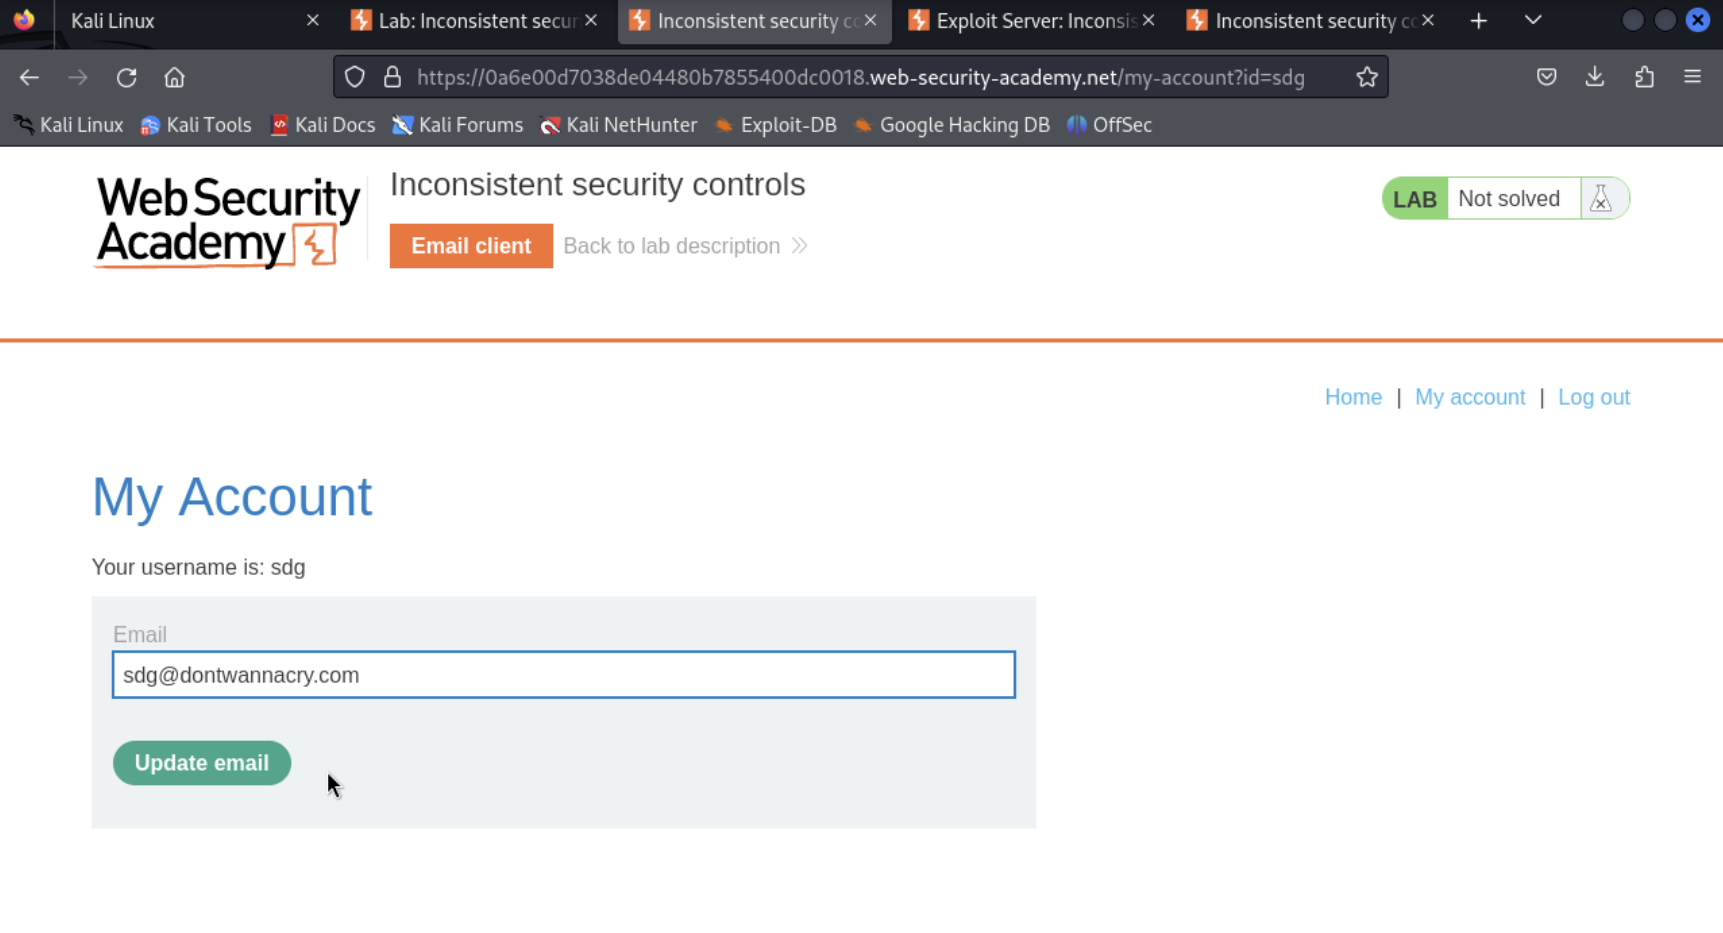 Kali Linux
Lab: Inconsistent secur
Inconsistent security co
Exploit Server: Inconsis
Inconsistent security co
https://0a6e00d7038de04480b7855400dc0018.web-security-academy.net/my-account?id=sdg
Kali Linux Kali Tools Kali Docs Kali Forums Kali NetHunter Exploit-DB Google Hacking DB OffSec
Web Security
Academy
Inconsistent security controls
Email client Back to lab description
LAB Not solved
Home | My account | Log out
My Account
Your username is: sdg
Email
sdg@dontwannacry.com
Update email